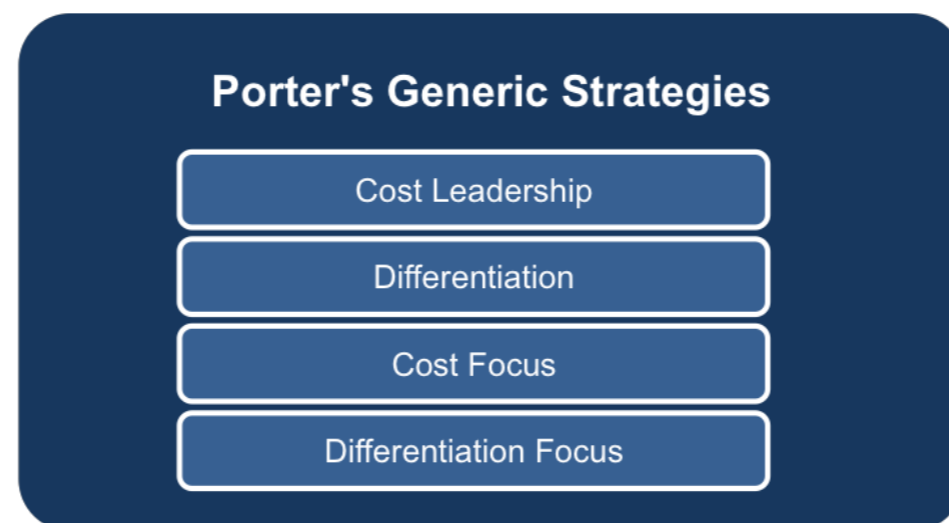 Porter's Generic Strategies
Cost Leadership
Differentiation
Cost Focus
Differentiation Focus